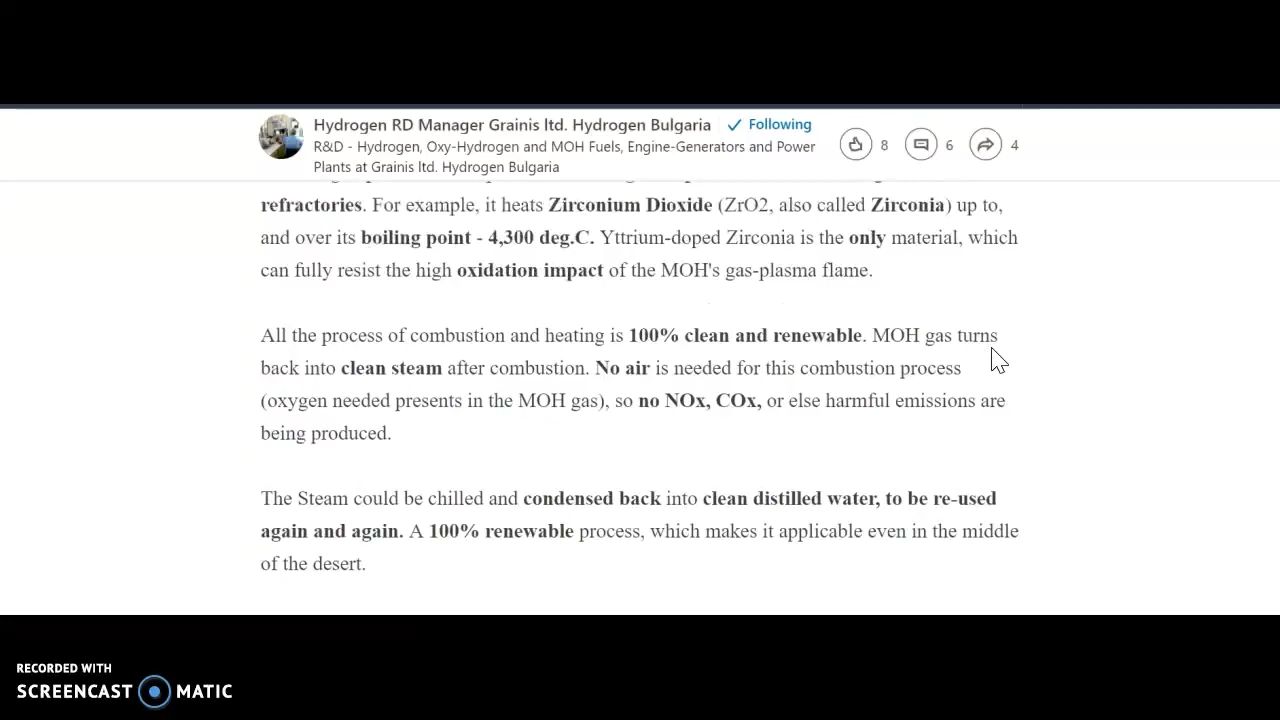 Hydrogen RD Manager Grainis ltd. Hydrogen Bulgaria Following
R&D - Hydrogen, Oxy-Hydrogen and MOH Fuels, Engine-Generators and Power
Plants at Grainis ltd. Hydrogen Bulgaria
8 6 4
refractories. For example, it heats Zirconium Dioxide (ZrO2, also called Zirconia) up to,
and over its boiling point - 4,300 deg.C. Yttrium-doped Zirconia is the only material, which
can fully resist the high oxidation impact of the MOH's gas-plasma flame.
All the process of combustion and heating is 100% clean and renewable. MOH gas turns
back into clean steam after combustion. No air is needed for this combustion process
(oxygen needed presents in the MOH gas), so no NOx, COx, or else harmful emissions are
being produced.
The Steam could be chilled and condensed back into clean distilled water, to be re-used
again and again. A 100% renewable process, which makes it applicable even in the middle
of the desert.
RECORDED WITH
SCREENCAST MATIC